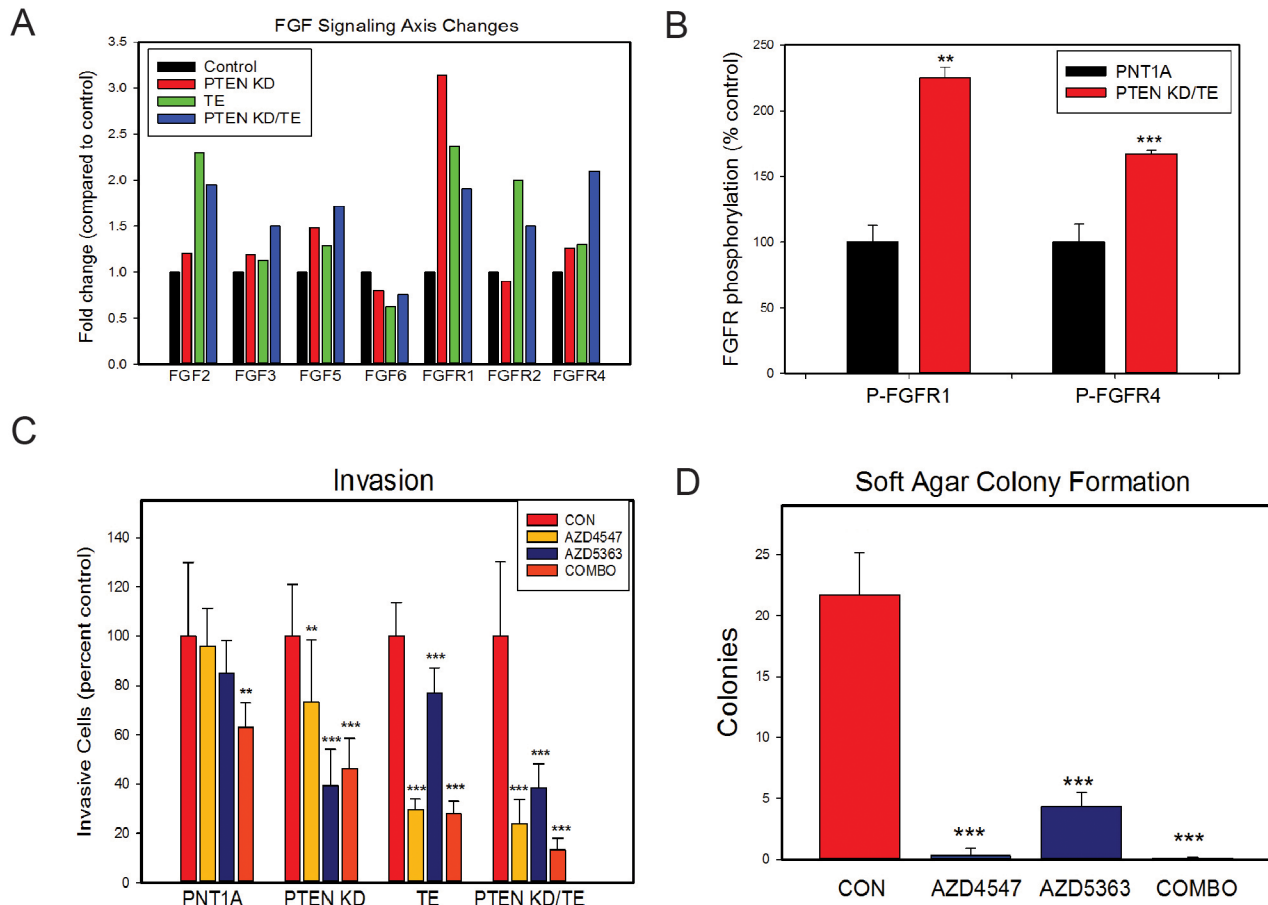 A
FGF Signaling Axis Changes
Fold change (compared to control)
3.5
3.0
2.5
2.0
1.5
1.0
0.5
0.0
Control
PTEN KD
TE
PTEN KD/TE
FGF2 FGF3 FGF5 FGF6 FGFR1 FGFR2 FGFR4
B
FGFR phosphorylation (% control)
250
200
150
100
50
0
PNT1A
PTEN KD/TE
**
***
P-FGFR1 P-FGFR4
C
Invasion
Invasive Cells (percent control)
140
120
100
80
60
40
20
0
CON
AZD4547
AZD5363
COMBO
**
**
***
***
***
***
***
***
***
***
PNT1A PTEN KD TE PTEN KD/TE
D
Soft Agar Colony Formation
Colonies
25
20
15
10
5
0
***
***
***
CON AZD4547 AZD5363 COMBO